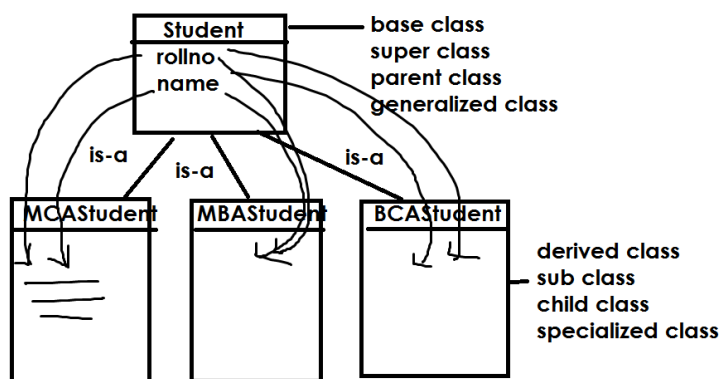 Student
rollno
name
base class
super class
parent class
generalized class
is-a
is-a
is-a
MCAStudent
MBAStudent
BCAStudent
derived class
sub class
child class
specialized class